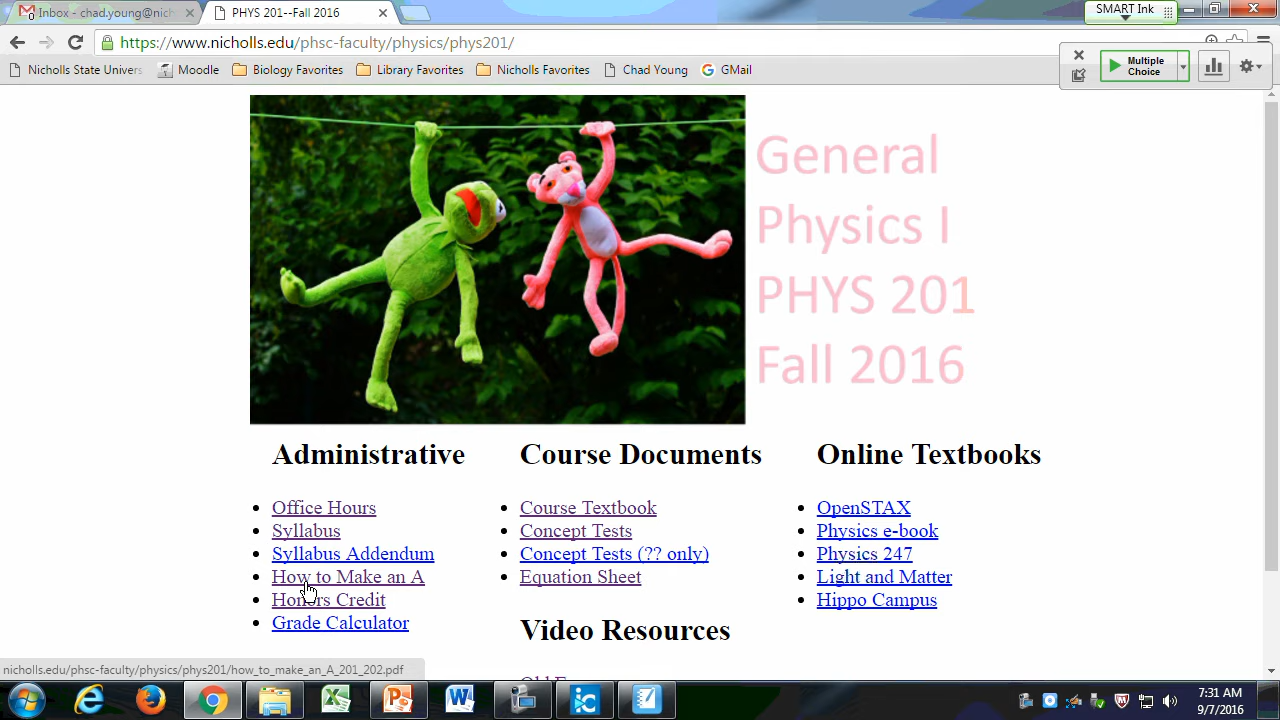 Inbox - chad.young@nich
PHYS 201--Fall 2016
SMART Ink
https://www.nicholls.edu/phsc-faculty/physics/phys201/
Nicholls State Univers
Moodle
Biology Favorites
Library Favorites
Nicholls Favorites
Chad Young
GMail
Multiple
Choice
General
Physics I
PHYS 201
Fall 2016
Administrative
Office Hours
Syllabus
Syllabus Addendum
How to Make an A
Honors Credit
Grade Calculator
Course Documents
Course Textbook
Concept Tests
Concept Tests (?? only)
Equation Sheet
Video Resources
Online Textbooks
OpenSTAX
Physics e-book
Physics 247
Light and Matter
Hippo Campus
nicholls.edu/phsc-faculty/physics/phys201/how_to_make_an_A_201_202.pdf
7:31 AM
9/7/2016